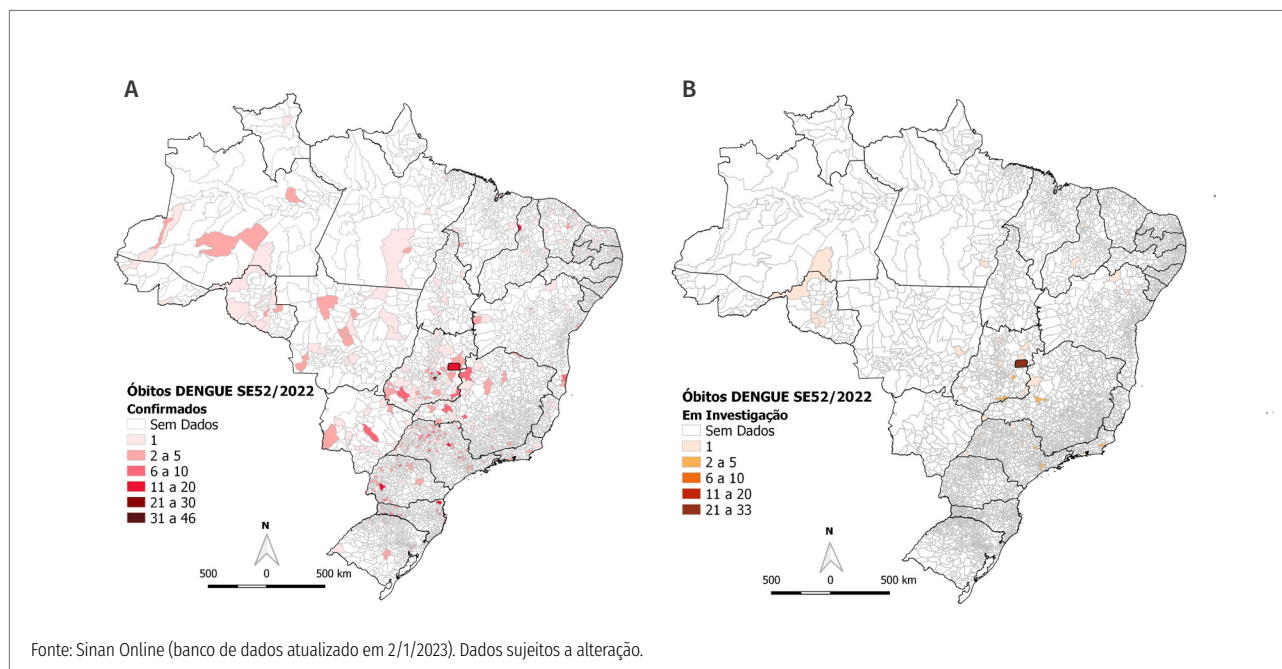 A
Óbitos DENGUE SE52/2022
Confirmados
Sem Dados
1
2 a 5
6 a 10
11 a 20
21 a 30
31 a 46
N
500 0 500 km
B
Óbitos DENGUE SE52/2022
Em Investigação
Sem Dados
1
2 a 5
6 a 10
11 a 20
21 a 33
N
500 0 500 km
Fonte: Sinan Online (banco de dados atualizado em 2/1/2023). Dados sujeitos a alteração.